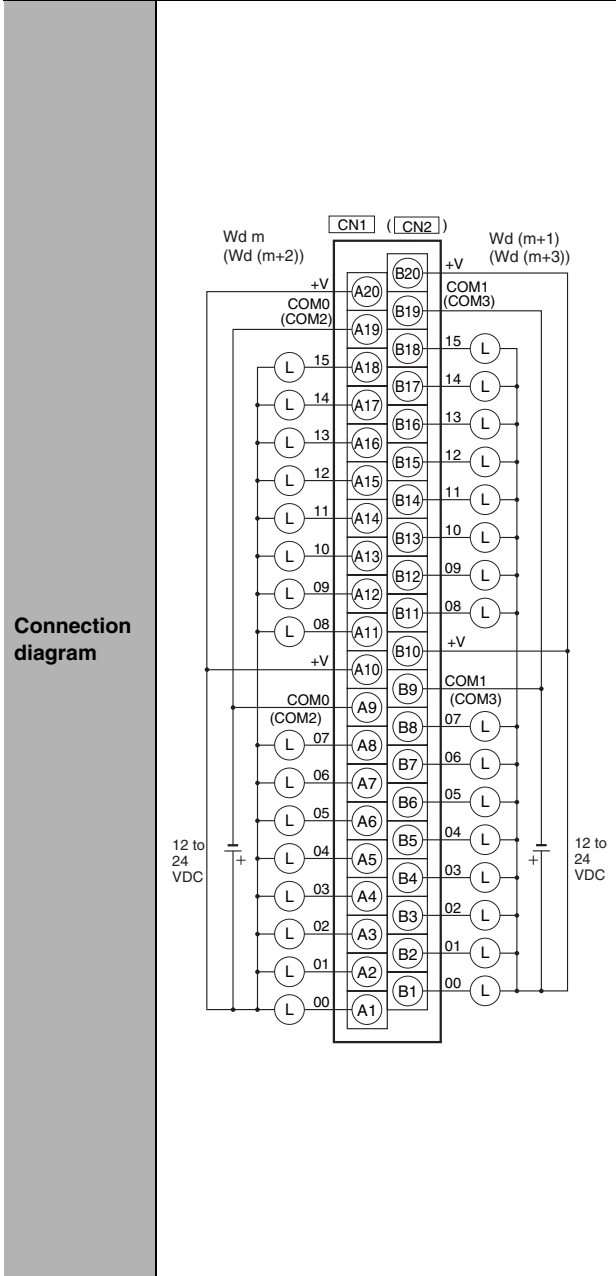 Connection
diagram
CN1 ( CN2 )
Wd m
(Wd (m+2))
Wd (m+1)
(Wd (m+3))
+V A20
COM0
(COM2) A19
15 A18 L
14 A17 L
13 A16 L
12 A15 L
11 A14 L
10 A13 L
09 A12 L
08 A11 L
+V A10
COM0
(COM2) A9
07 A8 L
06 A7 L
05 A6 L
04 A5 L
03 A4 L
02 A3 L
01 A2 L
00 A1 L
12 to
24
VDC
+
B20 +V
COM1
B19 (COM3)
B18 15 L
B17 14 L
B16 13 L
B15 12 L
B14 11 L
B13 10 L
B12 09 L
B11 08 L
B10 +V
B9 COM1
(COM3)
B8 07 L
B7 06 L
B6 05 L
B5 04 L
B4 03 L
B3 02 L
B2 01 L
B1 00 L
12 to
24
VDC
+